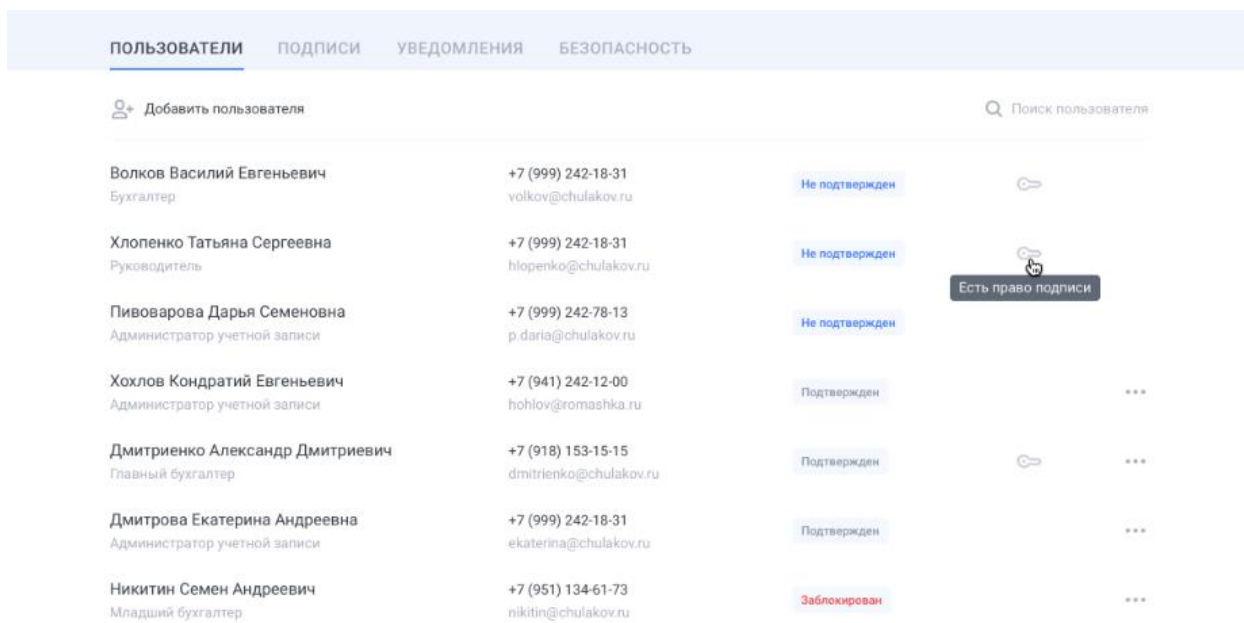 ПОЛЬЗОВАТЕЛИ ПОДПИСИ УВЕДОМЛЕНИЯ БЕЗОПАСНОСТЬ
Добавить пользователя Поиск пользователя
Волков Василий Евгеньевич +7 (999) 242-18-31 Не подтвержден
Бухгалтер volkov@chulakov.ru
Хлопенко Татьяна Сергеевна +7 (999) 242-18-31 Не подтвержден
Руководитель hlopenko@chulakov.ru
Есть право подписи
Пивоварова Дарья Семеновна +7 (999) 242-78-13 Не подтвержден
Администратор учетной записи p.daria@chulakov.ru
Хохлов Кондратий Евгеньевич +7 (941) 242-12-00 Подтвержден
Администратор учетной записи hohlov@romashka.ru
Дмитриенко Александр Дмитриевич +7 (918) 153-15-15 Подтвержден
Главный бухгалтер dmitrienko@chulakov.ru
Дмитрова Екатерина Андреевна +7 (999) 242-18-31 Подтвержден
Администратор учетной записи ekaterina@chulakov.ru
Никитин Семен Андреевич +7 (951) 134-61-73 Заблокирован
Младший бухгалтер nikitin@chulakov.ru